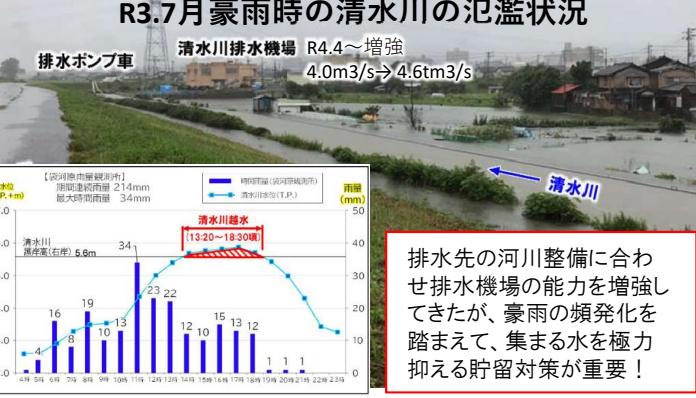 R3.7月豪雨時の清水川の氾濫状況
排水ポンプ車
清水川排水機場 R4.4～増強
4.0m3/s→ 4.6tm3/s
清水川
【袋河原雨量観測所】
期間連続雨量 214mm
最大時間雨量 34mm
時間雨量(袋河原観測所)
清水川水位(T.P.)
水位
P.+m)
雨量
(mm)
清水川越水
(13:20～18:30頃)
清水川
溢岸高(右岸) 5.6m
50
40
30
20
10
0
4 16 8 19 10 13 34 23 22 12 10 15 13 12 1 1 1
4時 5時 6時 7時 8時 9時 10時 11時 12時 13時 14時 15時 16時 17時 18時 19時 20時 21時 22時 23時
排水先の河川整備に合わ
せ排水機場の能力を増強し
てきたが、豪雨の頻発化を
踏まえて、集まる水を極力
抑える貯留対策が重要！